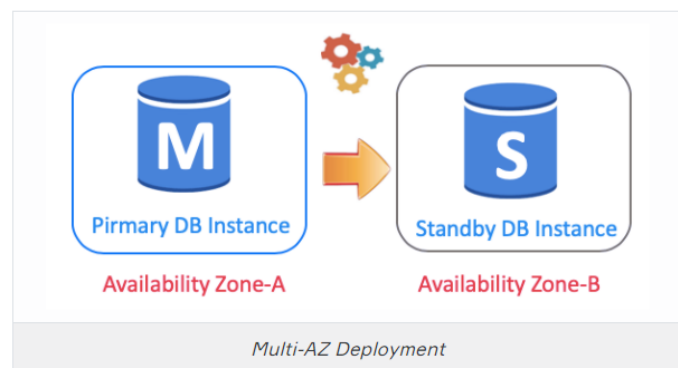 M
S
Pirmary DB Instance
Standby DB Instance
Availability Zone-A
Availability Zone-B
Multi-AZ Deployment